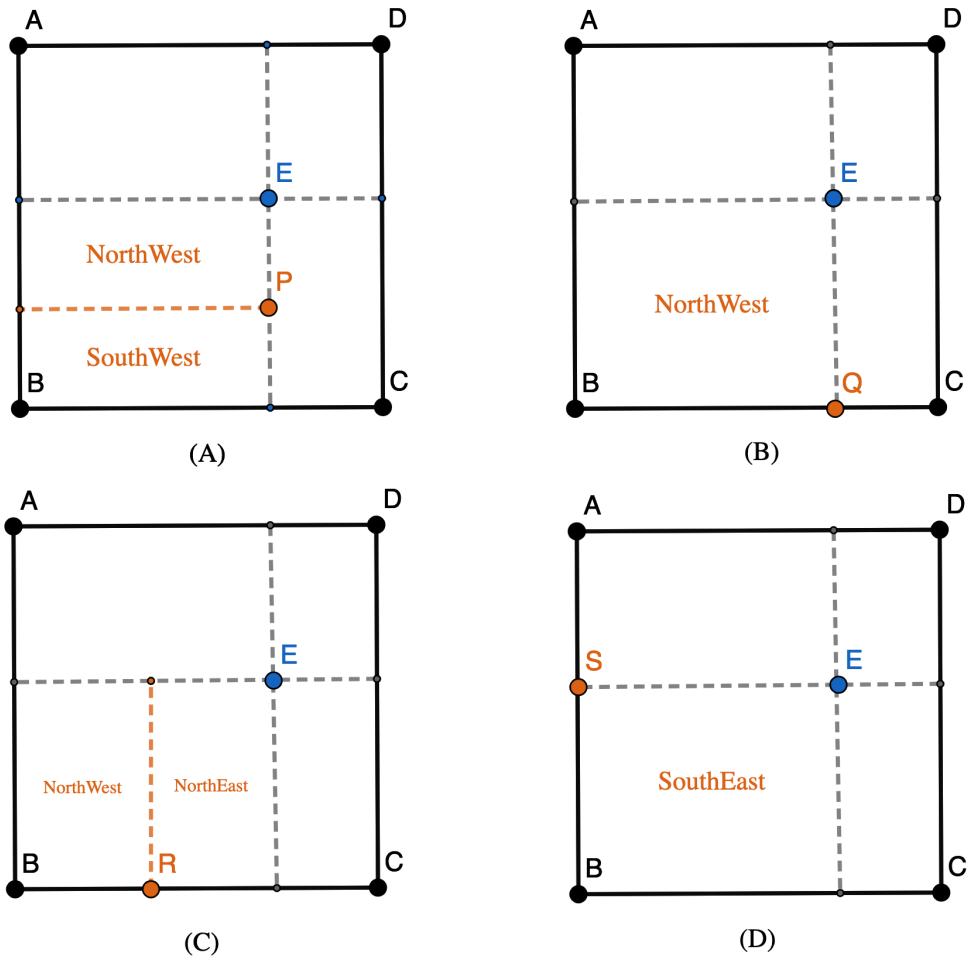 A D
E
NorthWest
P
SouthWest
B C
(A)
A D
E
NorthWest
Q
B C
(B)
A D
E
NorthWest NorthEast
B R C
(C)
A D
S E
SouthEast
B C
(D)